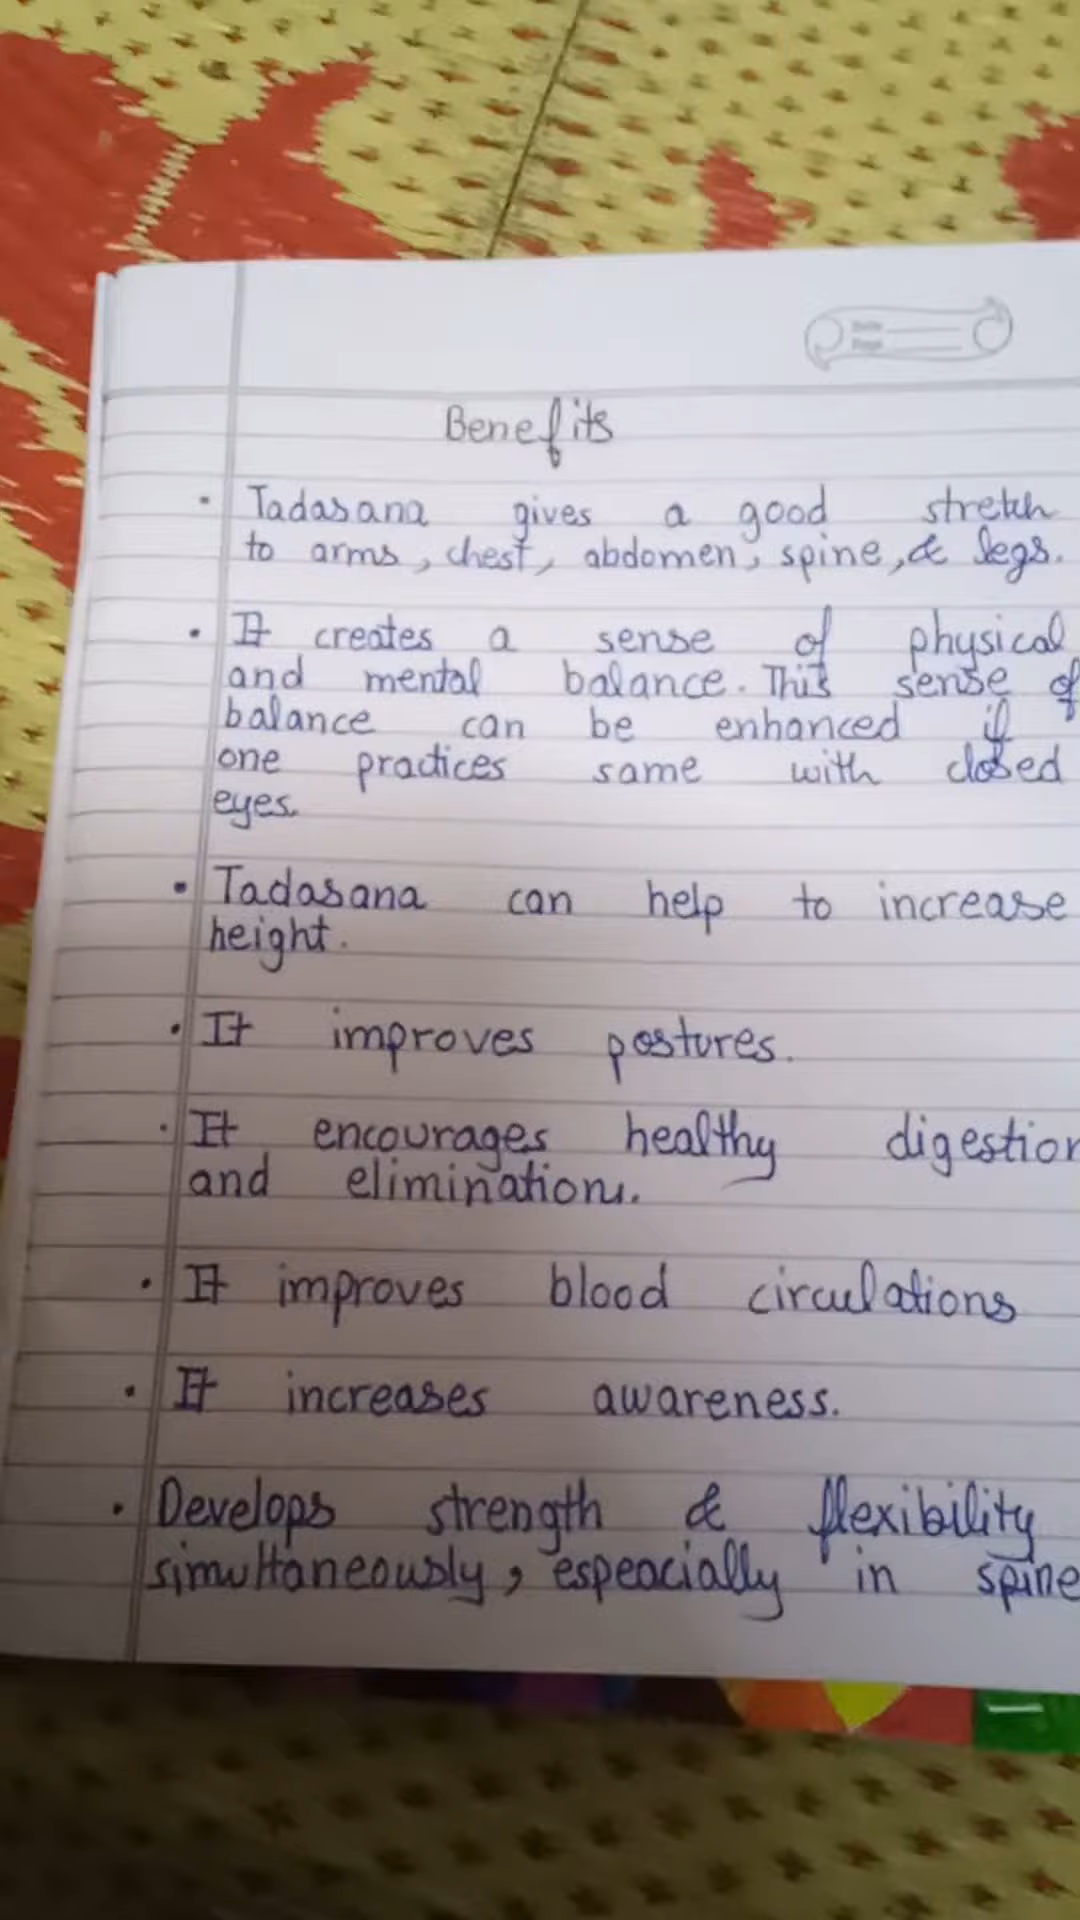 Benefits
• Tadasana gives a good stretch
to arms, chest, abdomen, spine, & legs.
• It creates a sense of physical
and mental balance. This sense of
balance can be enhanced if
one practices same with closed
eyes.
• Tadasana can help to increase
height.
• It improves postures.
• It encourages healthy digestion
and elimination.
• It improves blood circulations
• It increases awareness.
• Develops strength & flexibility
simultaneously, espeacially in spine